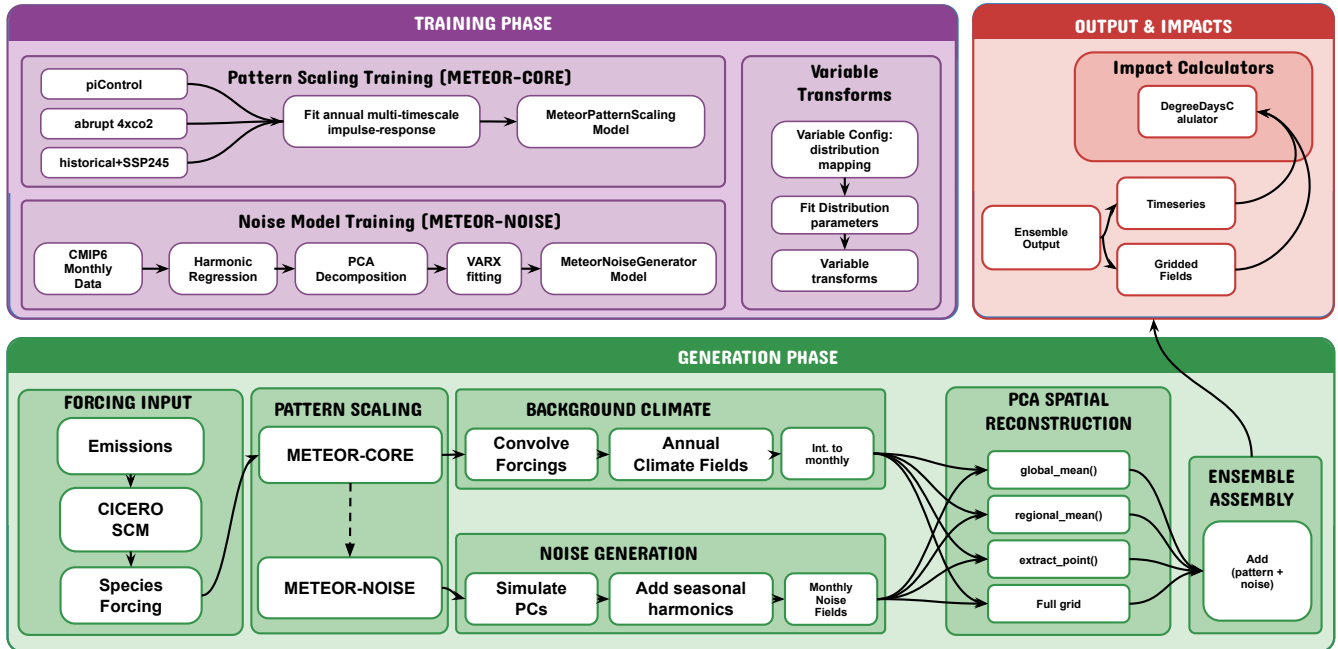 TRAINING PHASE
Pattern Scaling Training (METEOR-CORE)
piControl
abrupt 4xco2
historical+SSP245
Fit annual multi-timescale
impulse-response
MeteorPatternScaling
Model
Noise Model Training (METEOR-NOISE)
CMIP6
Monthly
Data
Harmonic
Regression
PCA
Decomposition
VARX
fitting
MeteorNoiseGenerator
Model
Variable
Transforms
Variable Config:
distribution
mapping
Fit Distribution
parameters
Variable
transforms
OUTPUT & IMPACTS
Impact Calculators
DegreeDaysC
alulator
Ensemble
Output
Timeseries
Gridded
Fields
GENERATION PHASE
FORCING INPUT
Emissions
CICERO
SCM
Species
Forcing
PATTERN SCALING
METEOR-CORE
METEOR-NOISE
BACKGROUND CLIMATE
Convolve
Forcings
Annual
Climate Fields
Int. to
monthly
NOISE GENERATION
Simulate
PCs
Add seasonal
harmonics
Monthly
Noise
Fields
PCA SPATIAL
RECONSTRUCTION
global_mean()
regional_mean()
extract_point()
Full grid
ENSEMBLE
ASSEMBLY
Add
(pattern +
noise)